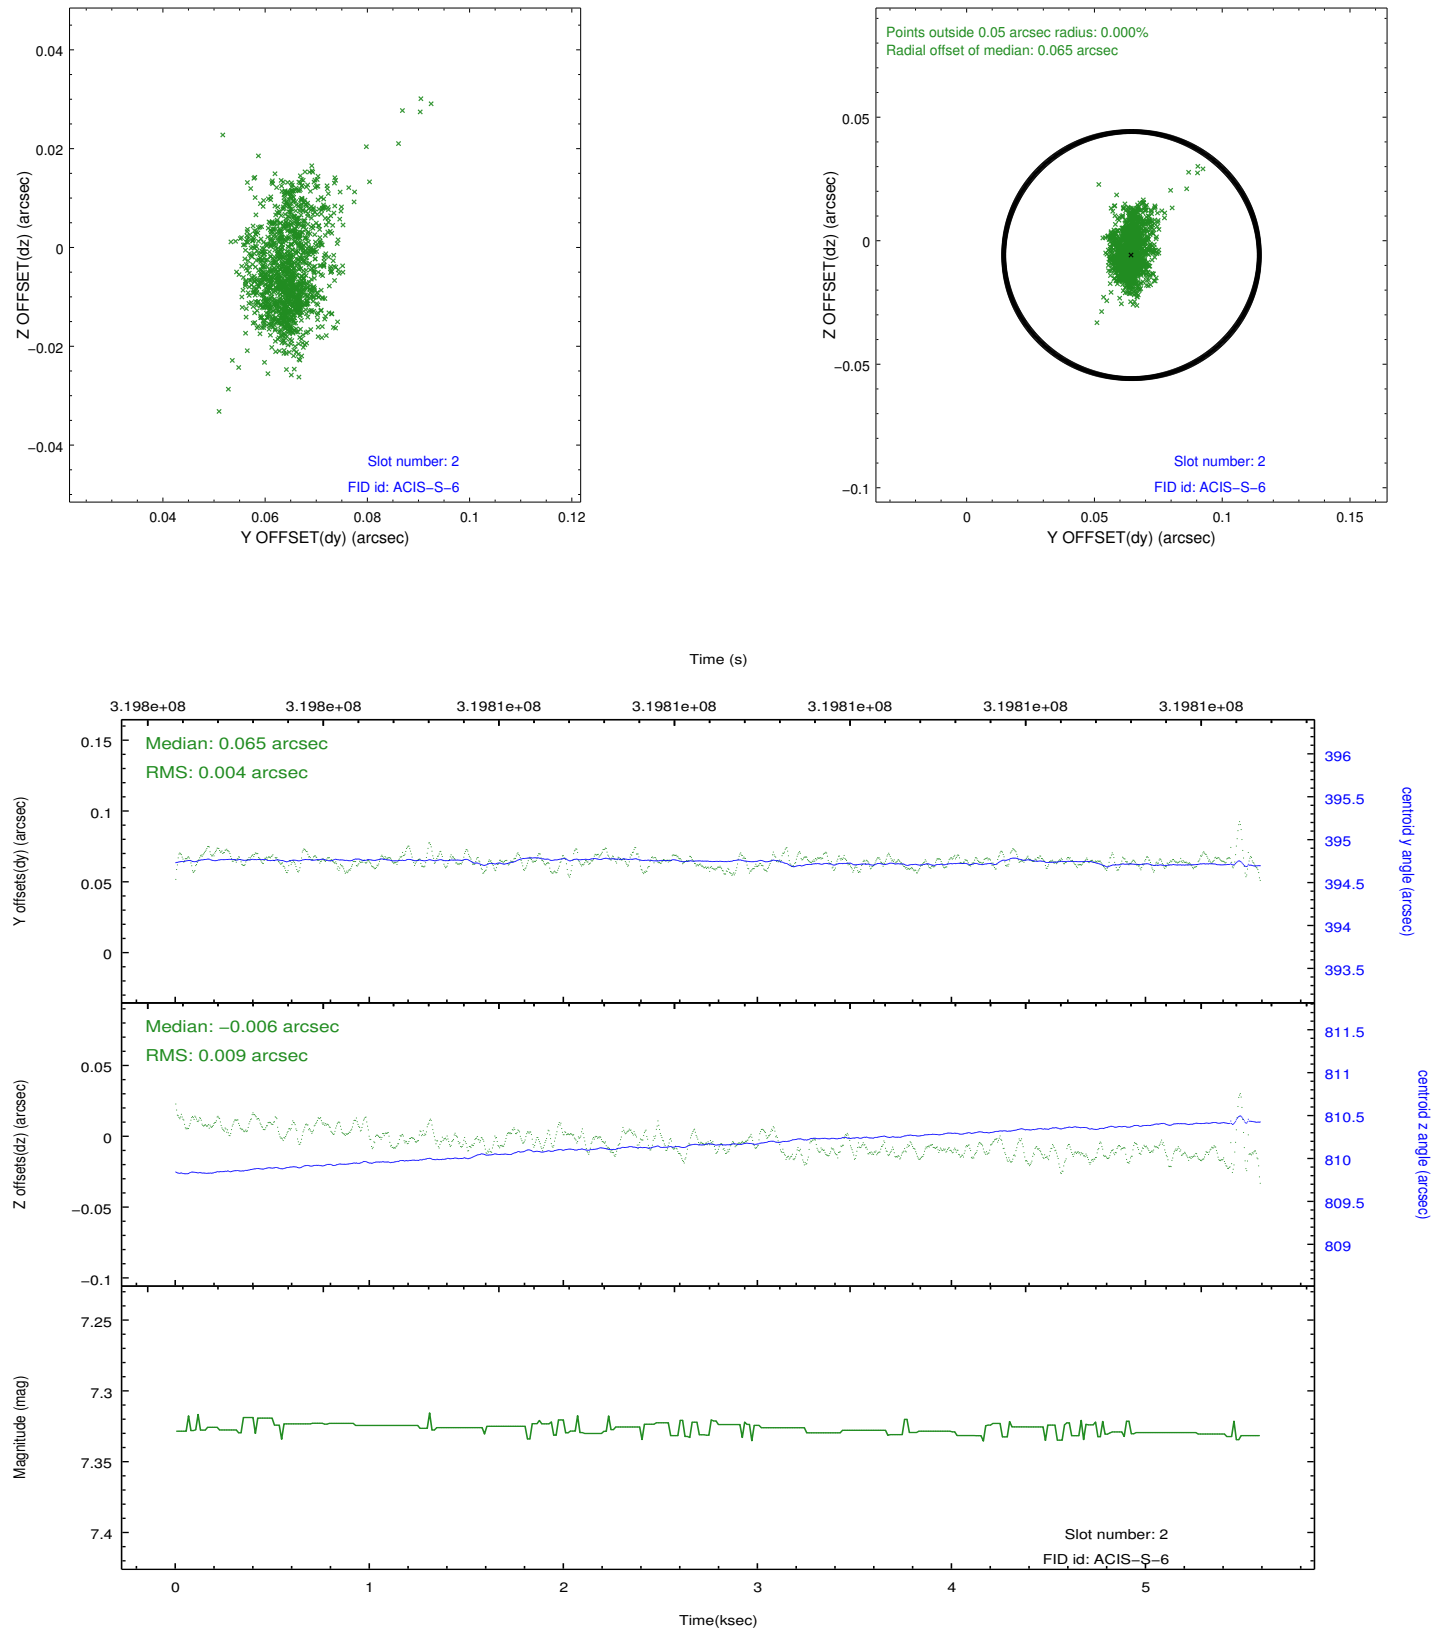 0.04
0.02
0
−0.02
−0.04
Z OFFSET(dz) (arcsec)
Slot number: 2
FID id: ACIS−S−6
0.04
0.06
0.08
0.1
0.12
Y OFFSET(dy) (arcsec)
Points outside 0.05 arcsec radius: 0.000%
Radial offset of median: 0.065 arcsec
0.05
0
−0.05
−0.1
Z OFFSET(dz) (arcsec)
Slot number: 2
FID id: ACIS−S−6
0
0.05
0.1
0.15
Y OFFSET(dy) (arcsec)
Time (s)
3.198e+08
3.198e+08
3.1981e+08
3.1981e+08
3.1981e+08
3.1981e+08
3.1981e+08
Median: 0.065 arcsec
RMS: 0.004 arcsec
0.15
0.1
0.05
0
Y offsets(dy) (arcsec)
396
395.5
395
394.5
394
393.5
centroid y angle (arcsec)
Median: −0.006 arcsec
RMS: 0.009 arcsec
0.05
0
−0.05
−0.1
Z offsets(dz) (arcsec)
811.5
811
810.5
810
809.5
809
centroid z angle (arcsec)
7.25
7.3
7.35
7.4
Magnitude (mag)
Slot number: 2
FID id: ACIS−S−6
0
1
2
3
4
5
Time(ksec)